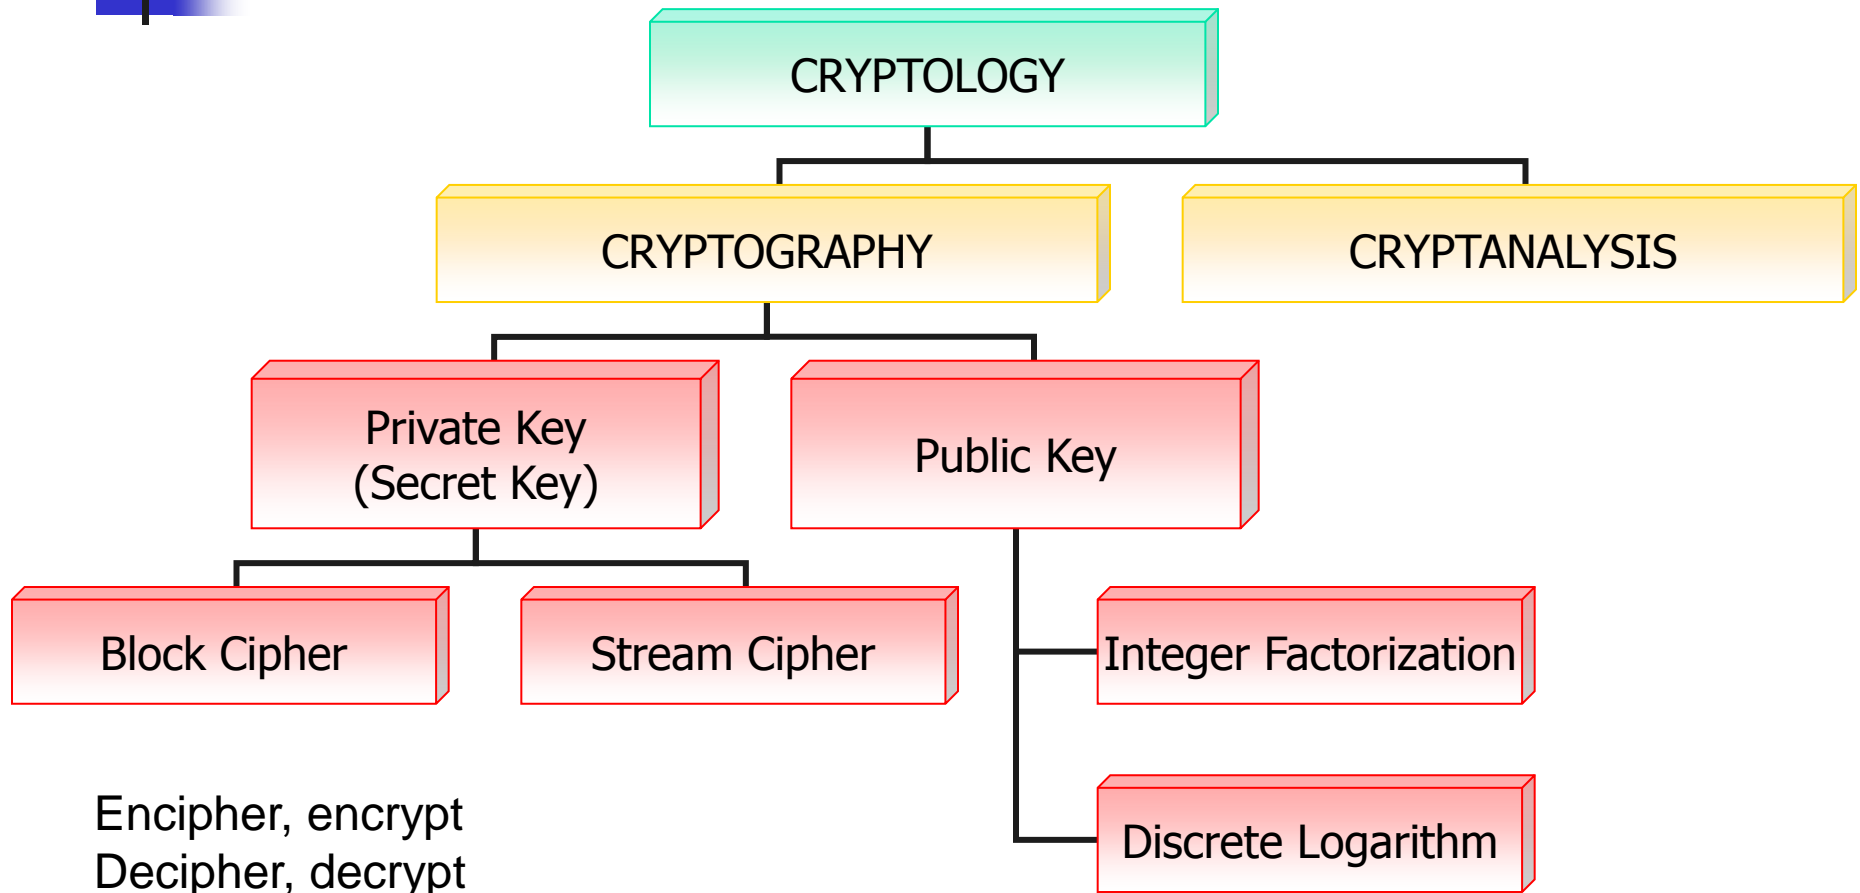 CRYPTOLOGY
CRYPTOGRAPHY
CRYPTANALYSIS
Private Key
(Secret Key)
Public Key
Block Cipher
Stream Cipher
Integer Factorization
Discrete Logarithm
Encipher, encrypt
Decipher, decrypt